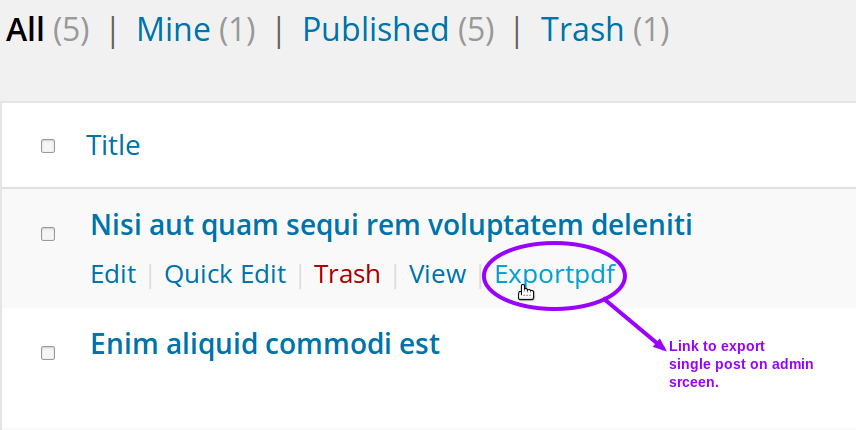 All (5) | Mine (1) | Published (5) | Trash (1)
Title
Nisi aut quam sequi rem voluptatem deleniti
Edit | Quick Edit | Trash | View | Exportpdf
Enim aliquid commodi est
Link to export
single post on admin
srceen.